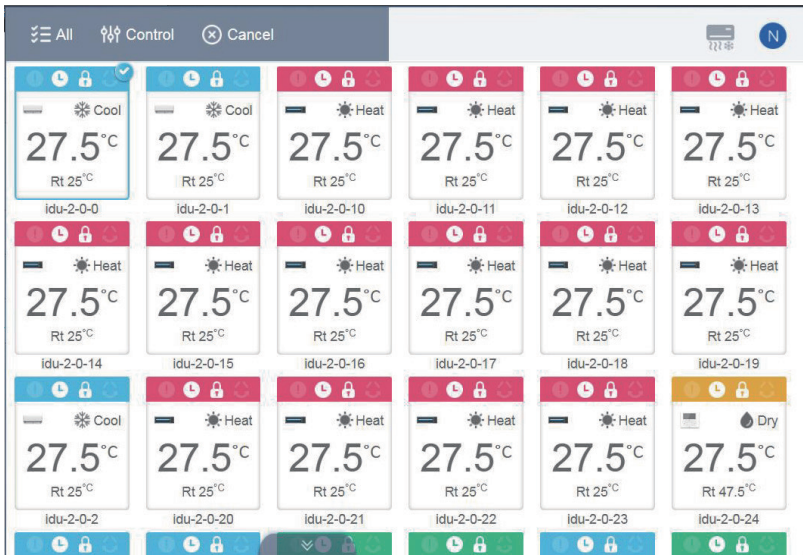 All Control Cancel N
Cool Cool Heat Heat Heat Heat
27.5°C 27.5°C 27.5°C 27.5°C 27.5°C 27.5°C
Rt 25°C Rt 25°C Rt 25°C Rt 25°C Rt 25°C Rt 25°C
idu-2-0-0 idu-2-0-1 idu-2-0-10 idu-2-0-11 idu-2-0-12 idu-2-0-13
Heat Heat Heat Heat Heat Heat
27.5°C 27.5°C 27.5°C 27.5°C 27.5°C 27.5°C
Rt 25°C Rt 25°C Rt 25°C Rt 25°C Rt 25°C Rt 25°C
idu-2-0-14 idu-2-0-15 idu-2-0-16 idu-2-0-17 idu-2-0-18 idu-2-0-19
Cool Heat Heat Heat Heat Dry
27.5°C 27.5°C 27.5°C 27.5°C 27.5°C 27.5°C
Rt 25°C Rt 25°C Rt 25°C Rt 25°C Rt 25°C Rt 47.5°C
idu-2-0-2 idu-2-0-20 idu-2-0-21 idu-2-0-22 idu-2-0-23 idu-2-0-24